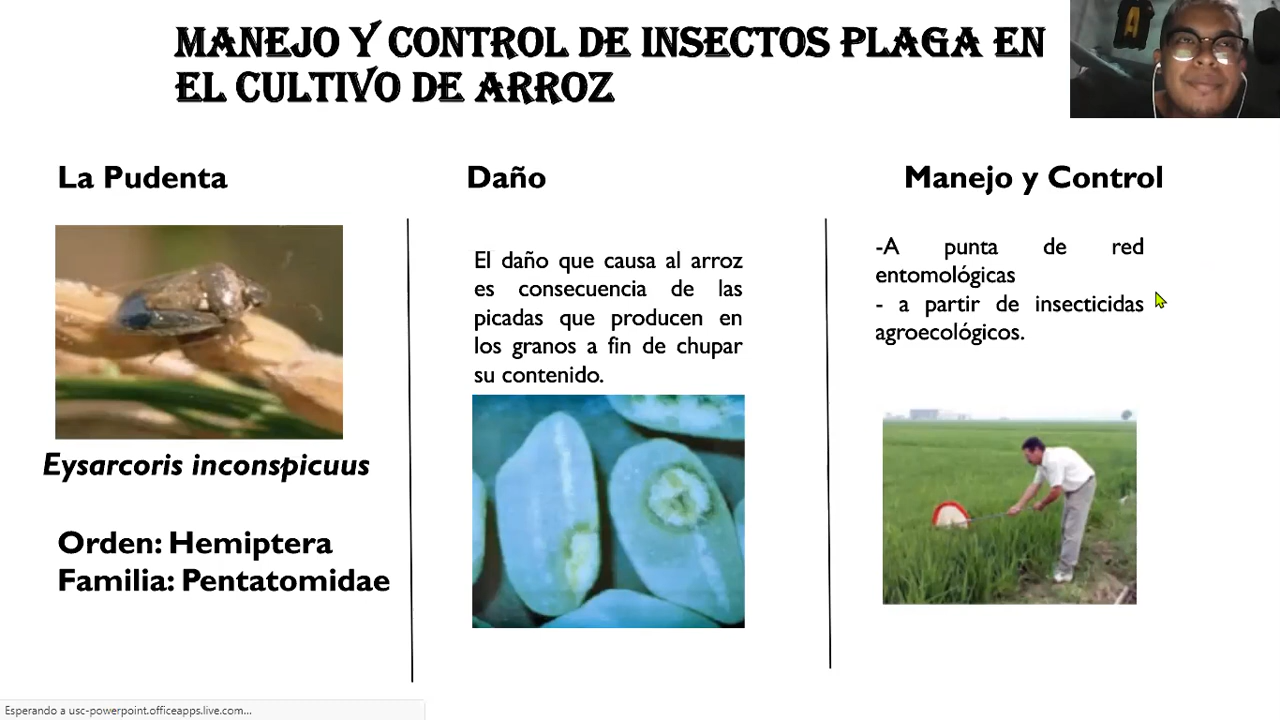 MANEJO Y CONTROL DE INSECTOS PLAGA EN
EL CULTIVO DE ARROZ
A
La Pudenta
Eysarcoris inconspicuus
Orden: Hemiptera
Familia: Pentatomidae
Daño
El daño que causa al arroz
es consecuencia de las
picadas que producen en
los granos a fin de chupar
su contenido.
Manejo y Control
-A punta de red
entomológicas
- a partir de insecticidas
agroecológicos.
Esperando a usc-powerpoint.officeapps.live.com...